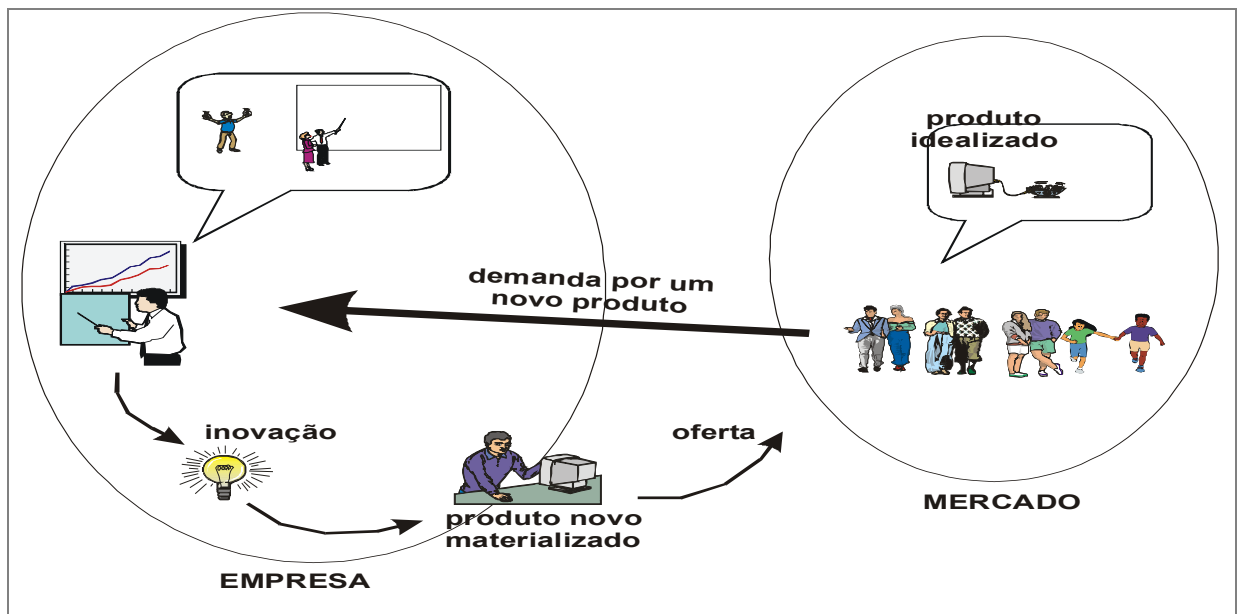 produto
idealizado
demanda por um
novo produto
inovação
oferta
produto novo
materializado
MERCADO
EMPRESA